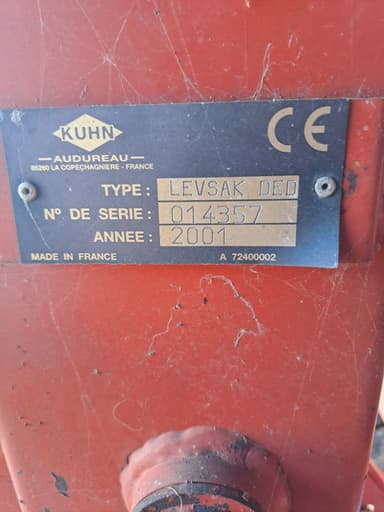 KUHN
CE
AUDUREAU
85260 LA COPECHAGNIERE - FRANCE
TYPE : LEVSAK DED
N° DE SERIE : 014357
ANNEE : 2001
MADE IN FRANCE A 72400002